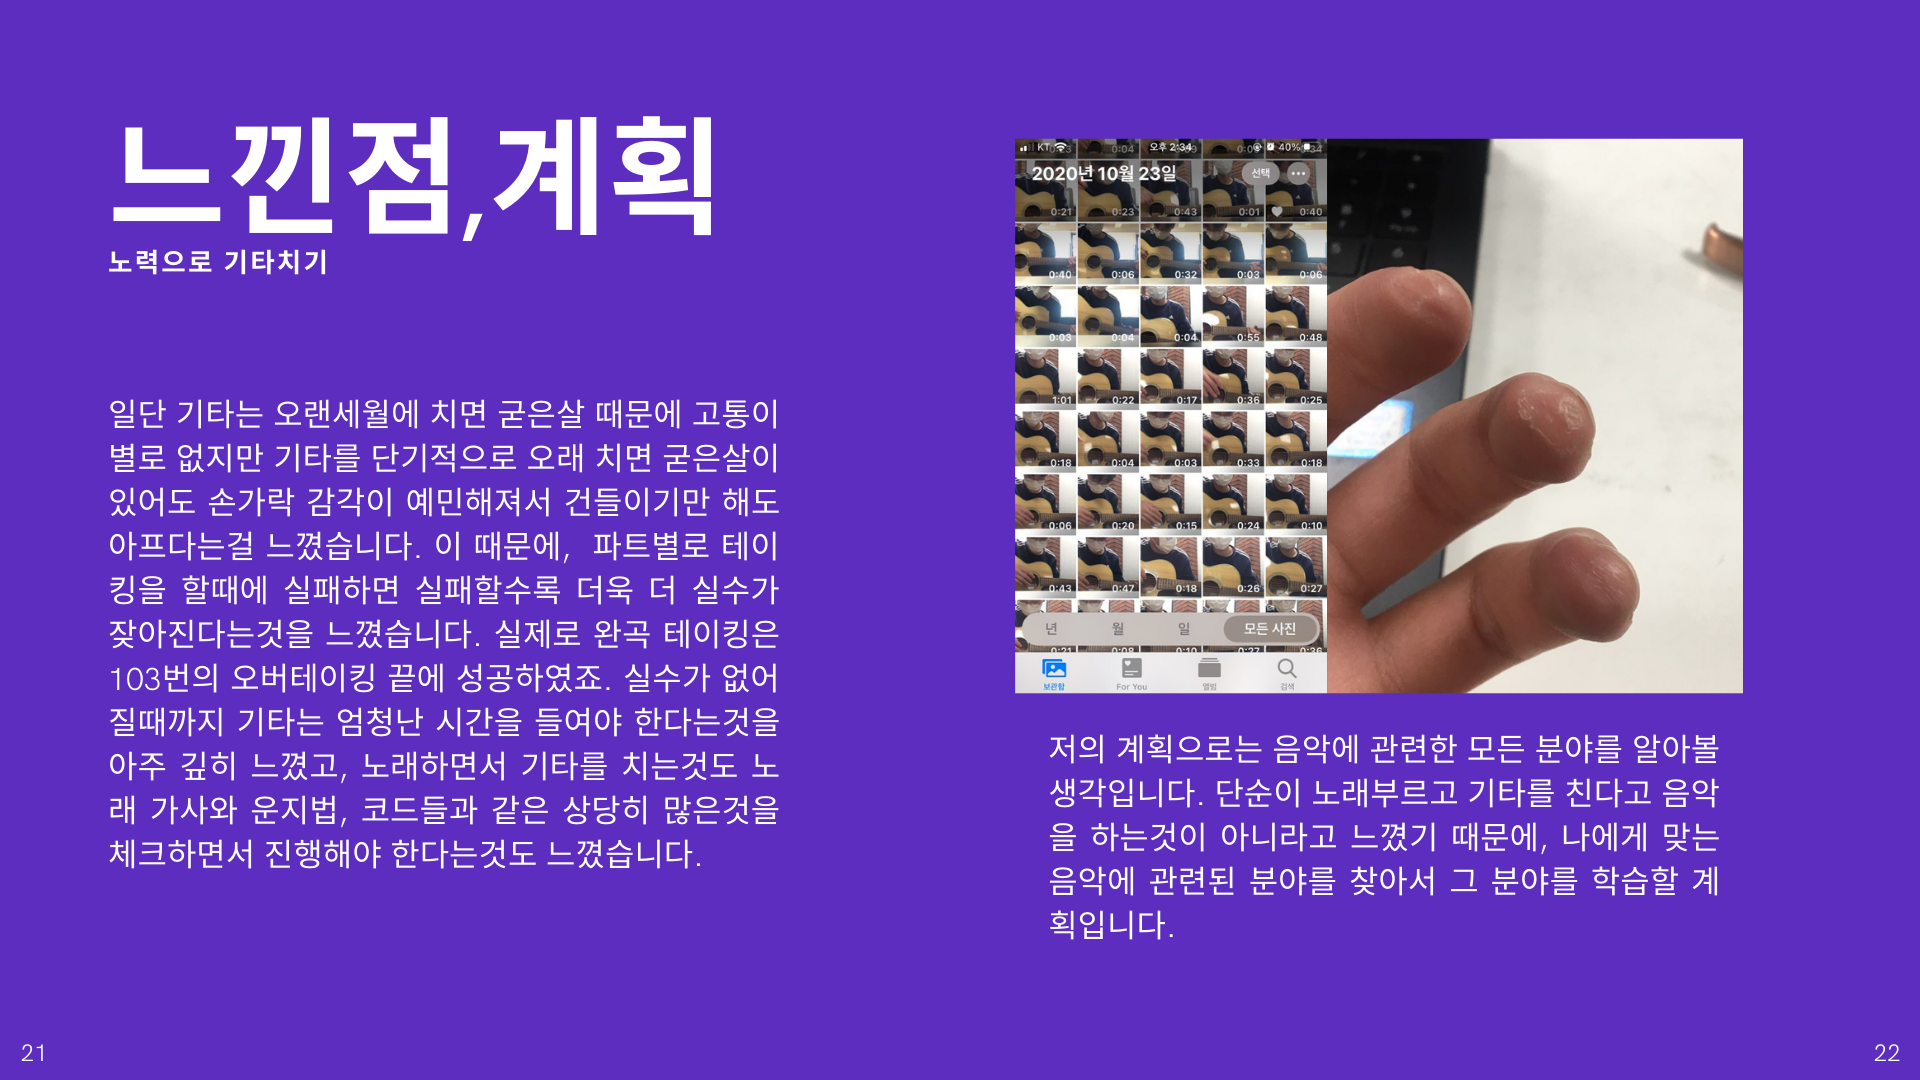 느낀점,계획
노력으로 기타치기
일단 기타는 오랜세월에 치면 굳은살 때문에 고통이
별로 없지만 기타를 단기적으로 오래 치면 굳은살이
있어도 손가락 감각이 예민해져서 건들이기만 해도
아프다는걸 느꼈습니다. 이 때문에, 파트별로 테이
킹을 할때에 실패하면 실패할수록 더욱 더 실수가
잦아진다는것을 느꼈습니다. 실제로 완곡 테이킹은
103번의 오버테이킹 끝에 성공하였죠. 실수가 없어
질때까지 기타는 엄청난 시간을 들여야 한다는것을
아주 깊히 느꼈고, 노래하면서 기타를 치는것도 노
래 가사와 운지법, 코드들과 같은 상당히 많은것을
체크하면서 진행해야 한다는것도 느꼈습니다.
KT 오후 2:34 40%
2020년 10월 23일 선택
0:21 0:23 0:43 0:01 0:40
0:40 0:06 0:32 0:03 0:06
0:03 0:04 0:04 0:55 0:48
1:01 0:22 0:17 0:36 0:25
0:18 0:04 0:03 0:33 0:18
0:06 0:20 0:15 0:24 0:10
0:43 0:47 0:18 0:26 0:27
년 월 일 모든 사진
0:21 0:08 0:10 0:27 0:36
보관함 For You 앨범 검색
저의 계획으로는 음악에 관련한 모든 분야를 알아볼
생각입니다. 단순이 노래부르고 기타를 친다고 음악
을 하는것이 아니라고 느꼈기 때문에, 나에게 맞는
음악에 관련된 분야를 찾아서 그 분야를 학습할 계
획입니다.
21
22